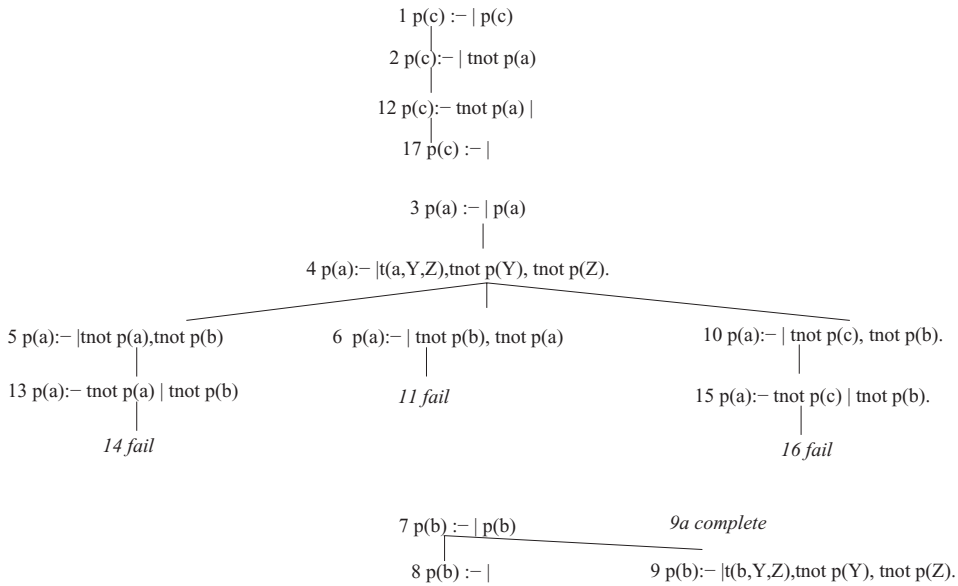 1 p(c) :− | p(c)
2 p(c):− | tnot p(a)
12 p(c):− tnot p(a) |
17 p(c) :− |
3 p(a) :− | p(a)
4 p(a):− |t(a,Y,Z),tnot p(Y), tnot p(Z).
5 p(a):− |tnot p(a),tnot p(b)
6 p(a):− | tnot p(b), tnot p(a)
10 p(a):− | tnot p(c), tnot p(b).
13 p(a):− tnot p(a) | tnot p(b)
11 fail
15 p(a):− tnot p(c) | tnot p(b).
14 fail
16 fail
7 p(b) :− | p(b)
9a complete
8 p(b) :− |
9 p(b):− |t(b,Y,Z),tnot p(Y), tnot p(Z).